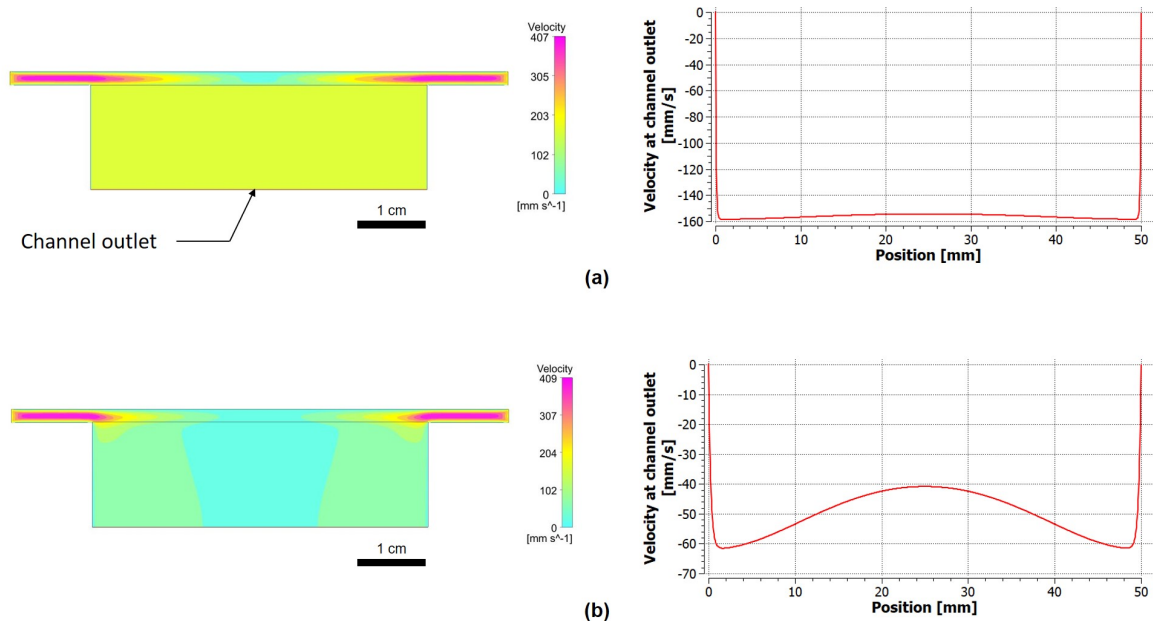 Velocity
407
305
203
102
0
[mm s^-1]
1 cm
Channel outlet
Velocity at channel outlet
[mm/s]
0
-20
-40
-60
-80
-100
-120
-140
-160
0
10
20
30
40
50
Position [mm]
(a)
Velocity
409
307
204
102
0
[mm s^-1]
1 cm
Velocity at channel outlet
[mm/s]
0
-10
-20
-30
-40
-50
-60
-70
0
10
20
30
40
50
Position [mm]
(b)